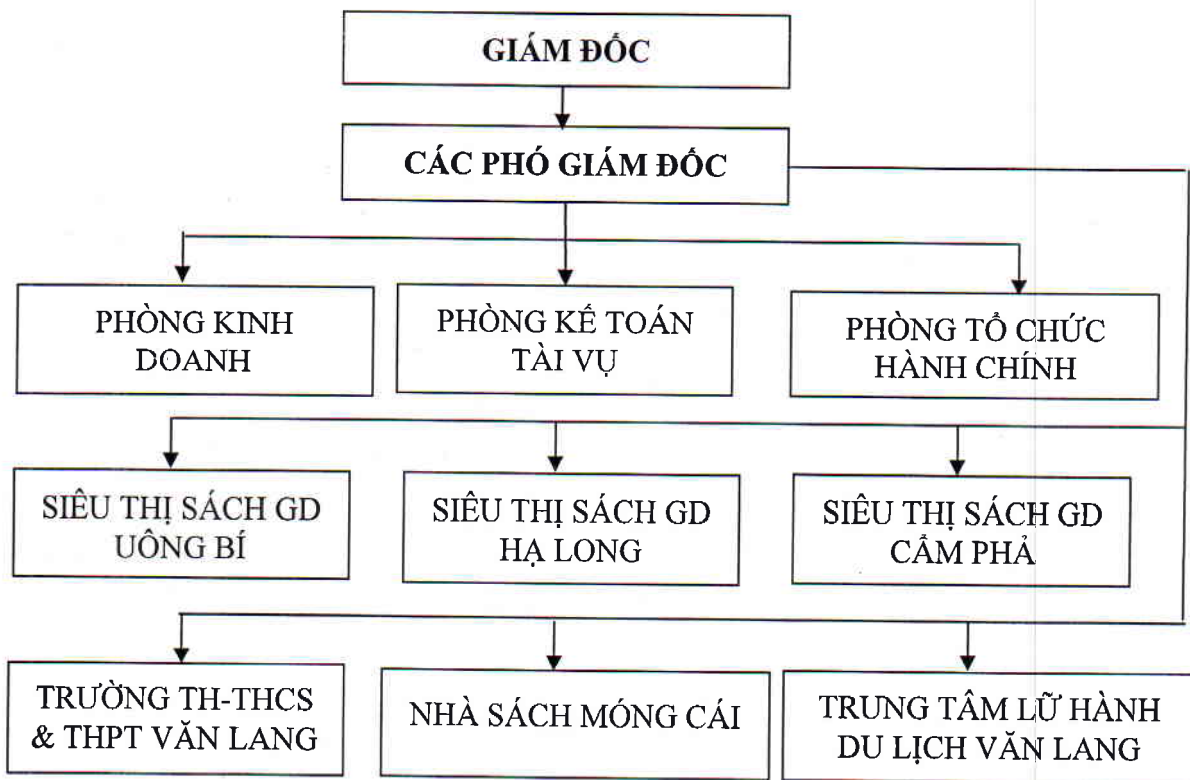 GIÁM ĐỐC
CÁC PHÓ GIÁM ĐỐC
PHÒNG KINH
DOANH
PHÒNG KẾ TOÁN
TÀI VỤ
PHÒNG TỔ CHỨC
HÀNH CHÍNH
SIÊU THỊ SÁCH GD
UÔNG BÍ
SIÊU THỊ SÁCH GD
HẠ LONG
SIÊU THỊ SÁCH GD
CẨM PHẢ
TRƯỜNG TH-THCS
& THPT VĂN LANG
NHÀ SÁCH MÓNG CÁI
TRUNG TÂM LỮ HÀNH
DU LỊCH VĂN LANG